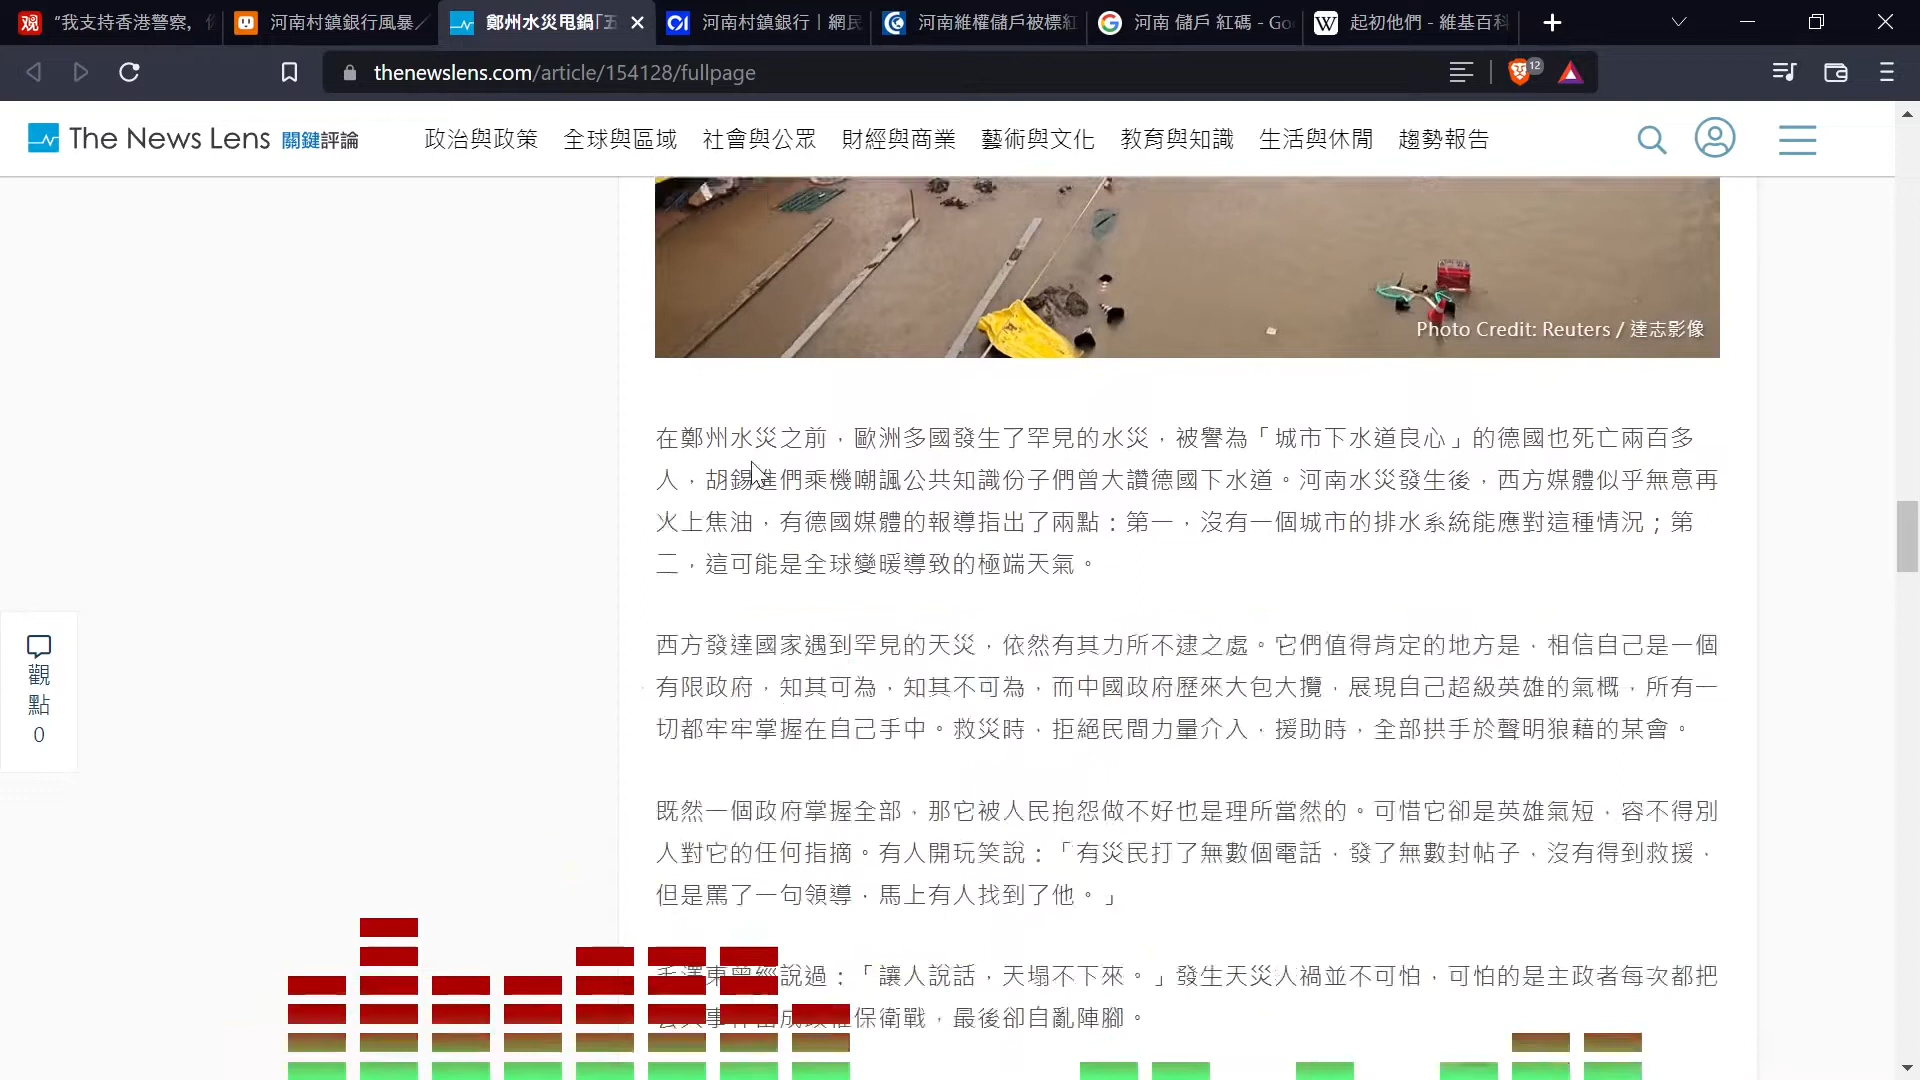 "我支持香港警察,
河南村鎮銀行風暴／
鄭州水災甩鍋「五
河南村鎮銀行｜網民
河南維權儲戶被標紅
河南 儲戶 紅碼 - Go
起初他們 - 維基百科
thenewslens.com/article/154128/fullpage
12
The News Lens 關鍵評論
政治與政策 全球與區域 社會與公眾 財經與商業 藝術與文化 教育與知識 生活與休閒 趨勢報告
Photo Credit: Reuters / 達志影像
在鄭州水災之前，歐洲多國發生了罕見的水災，被譽為「城市下水道良心」的德國也死亡兩百多
人，胡錫進們乘機嘲諷公共知識份子們曾大讚德國下水道。河南水災發生後，西方媒體似乎無意再
火上焦油，有德國媒體的報導指出了兩點：第一，沒有一個城市的排水系統能應對這種情況；第
二，這可能是全球變暖導致的極端天氣。
西方發達國家遇到罕見的天災，依然有其力所不逮之處。它們值得肯定的地方是，相信自己是一個
有限政府，知其可為，知其不可為，而中國政府歷來大包大攬，展現自己超級英雄的氣概，所有一
切都牢牢掌握在自己手中。救災時，拒絕民間力量介入，援助時，全部拱手於聲明狼藉的某會。
既然一個政府掌握全部，那它被人民抱怨做不好也是理所當然的。可惜它卻是英雄氣短，容不得別
人對它的任何指摘。有人開玩笑說：「有災民打了無數個電話，發了無數封帖子，沒有得到救援，
但是罵了一句領導，馬上有人找到了他。」
毛澤東曾經說過：「讓人說話，天塌不下來。」發生天災人禍並不可怕，可怕的是主政者每次都把
保衛戰，最後卻自亂陣腳。
觀
點
0